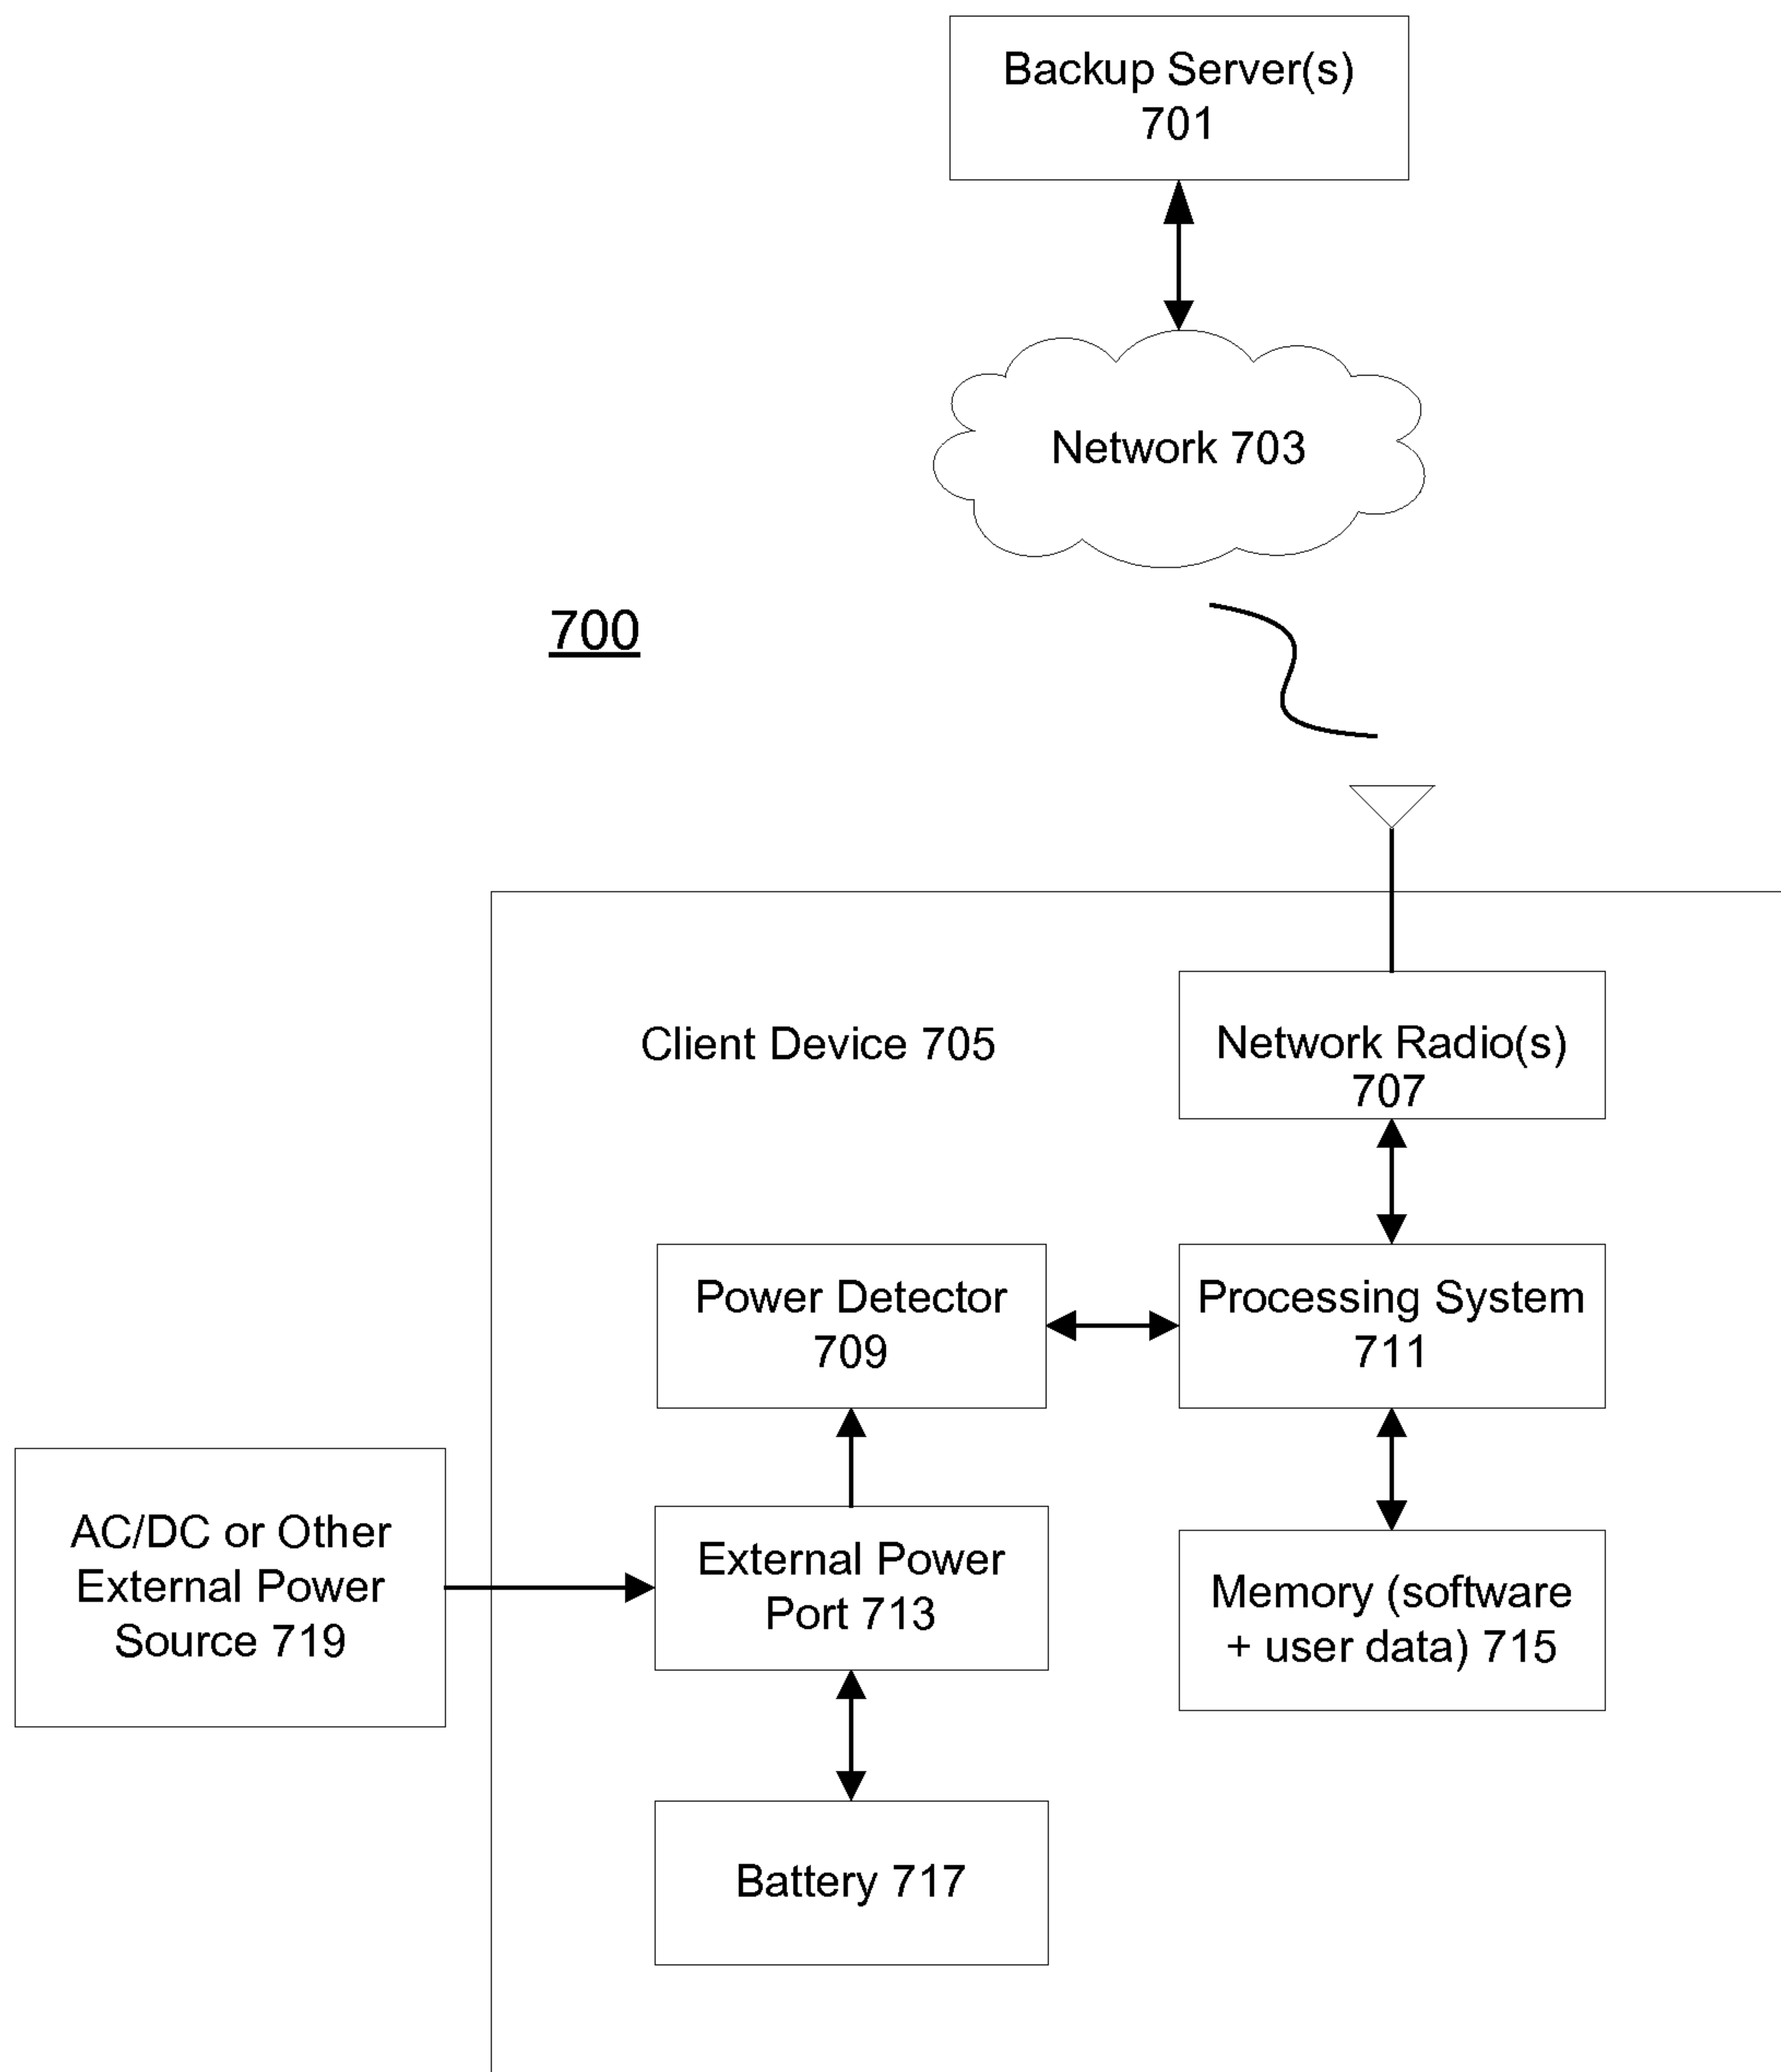 Backup Server(s)
701
Network 703
700
Client Device 705
Network Radio(s)
707
Power Detector
709
Processing System
711
AC/DC or Other
External Power
Source 719
External Power
Port 713
Memory (software
+ user data) 715
Battery 717